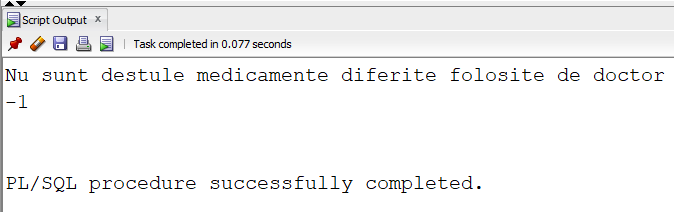 Script Output x
Task completed in 0.077 seconds
Nu sunt destule medicamente diferite folosite de doctor
-1
PL/SQL procedure successfully completed.